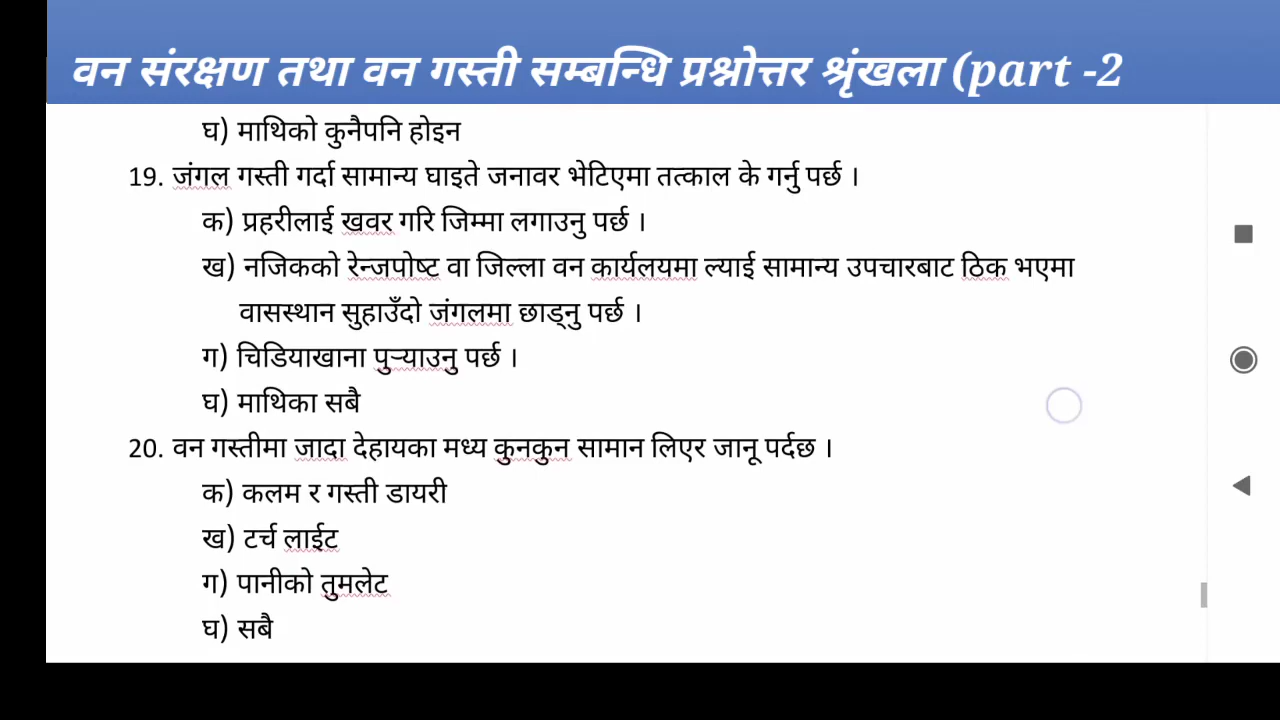 वन संरक्षण तथा वन गस्ती सम्बन्धि प्रश्नोत्तर श्रृंखला (part -2
घ) माथिको कुनैपनि होइन
19. जंगल गस्ती गर्दा सामान्य घाइते जनावर भेटिएमा तत्काल के गर्नु पर्छ ।
क) प्रहरीलाई खवर गरि जिम्मा लगाउनु पर्छ ।
ख) नजिकको रेन्जपोष्ट वा जिल्ला वन कार्यलयमा ल्याई सामान्य उपचारबाट ठिक भएमा
वासस्थान सुहाउँदो जंगलमा छाड्नु पर्छ ।
ग) चिडियाखाना पुऱ्याउनु पर्छ ।
घ) माथिका सबै
20. वन गस्तीमा जादा देहायका मध्य कुनकुन सामान लिएर जानू पर्दछ ।
क) कलम र गस्ती डायरी
ख) टर्च लाईट
ग) पानीको तुमलेट
घ) सबै